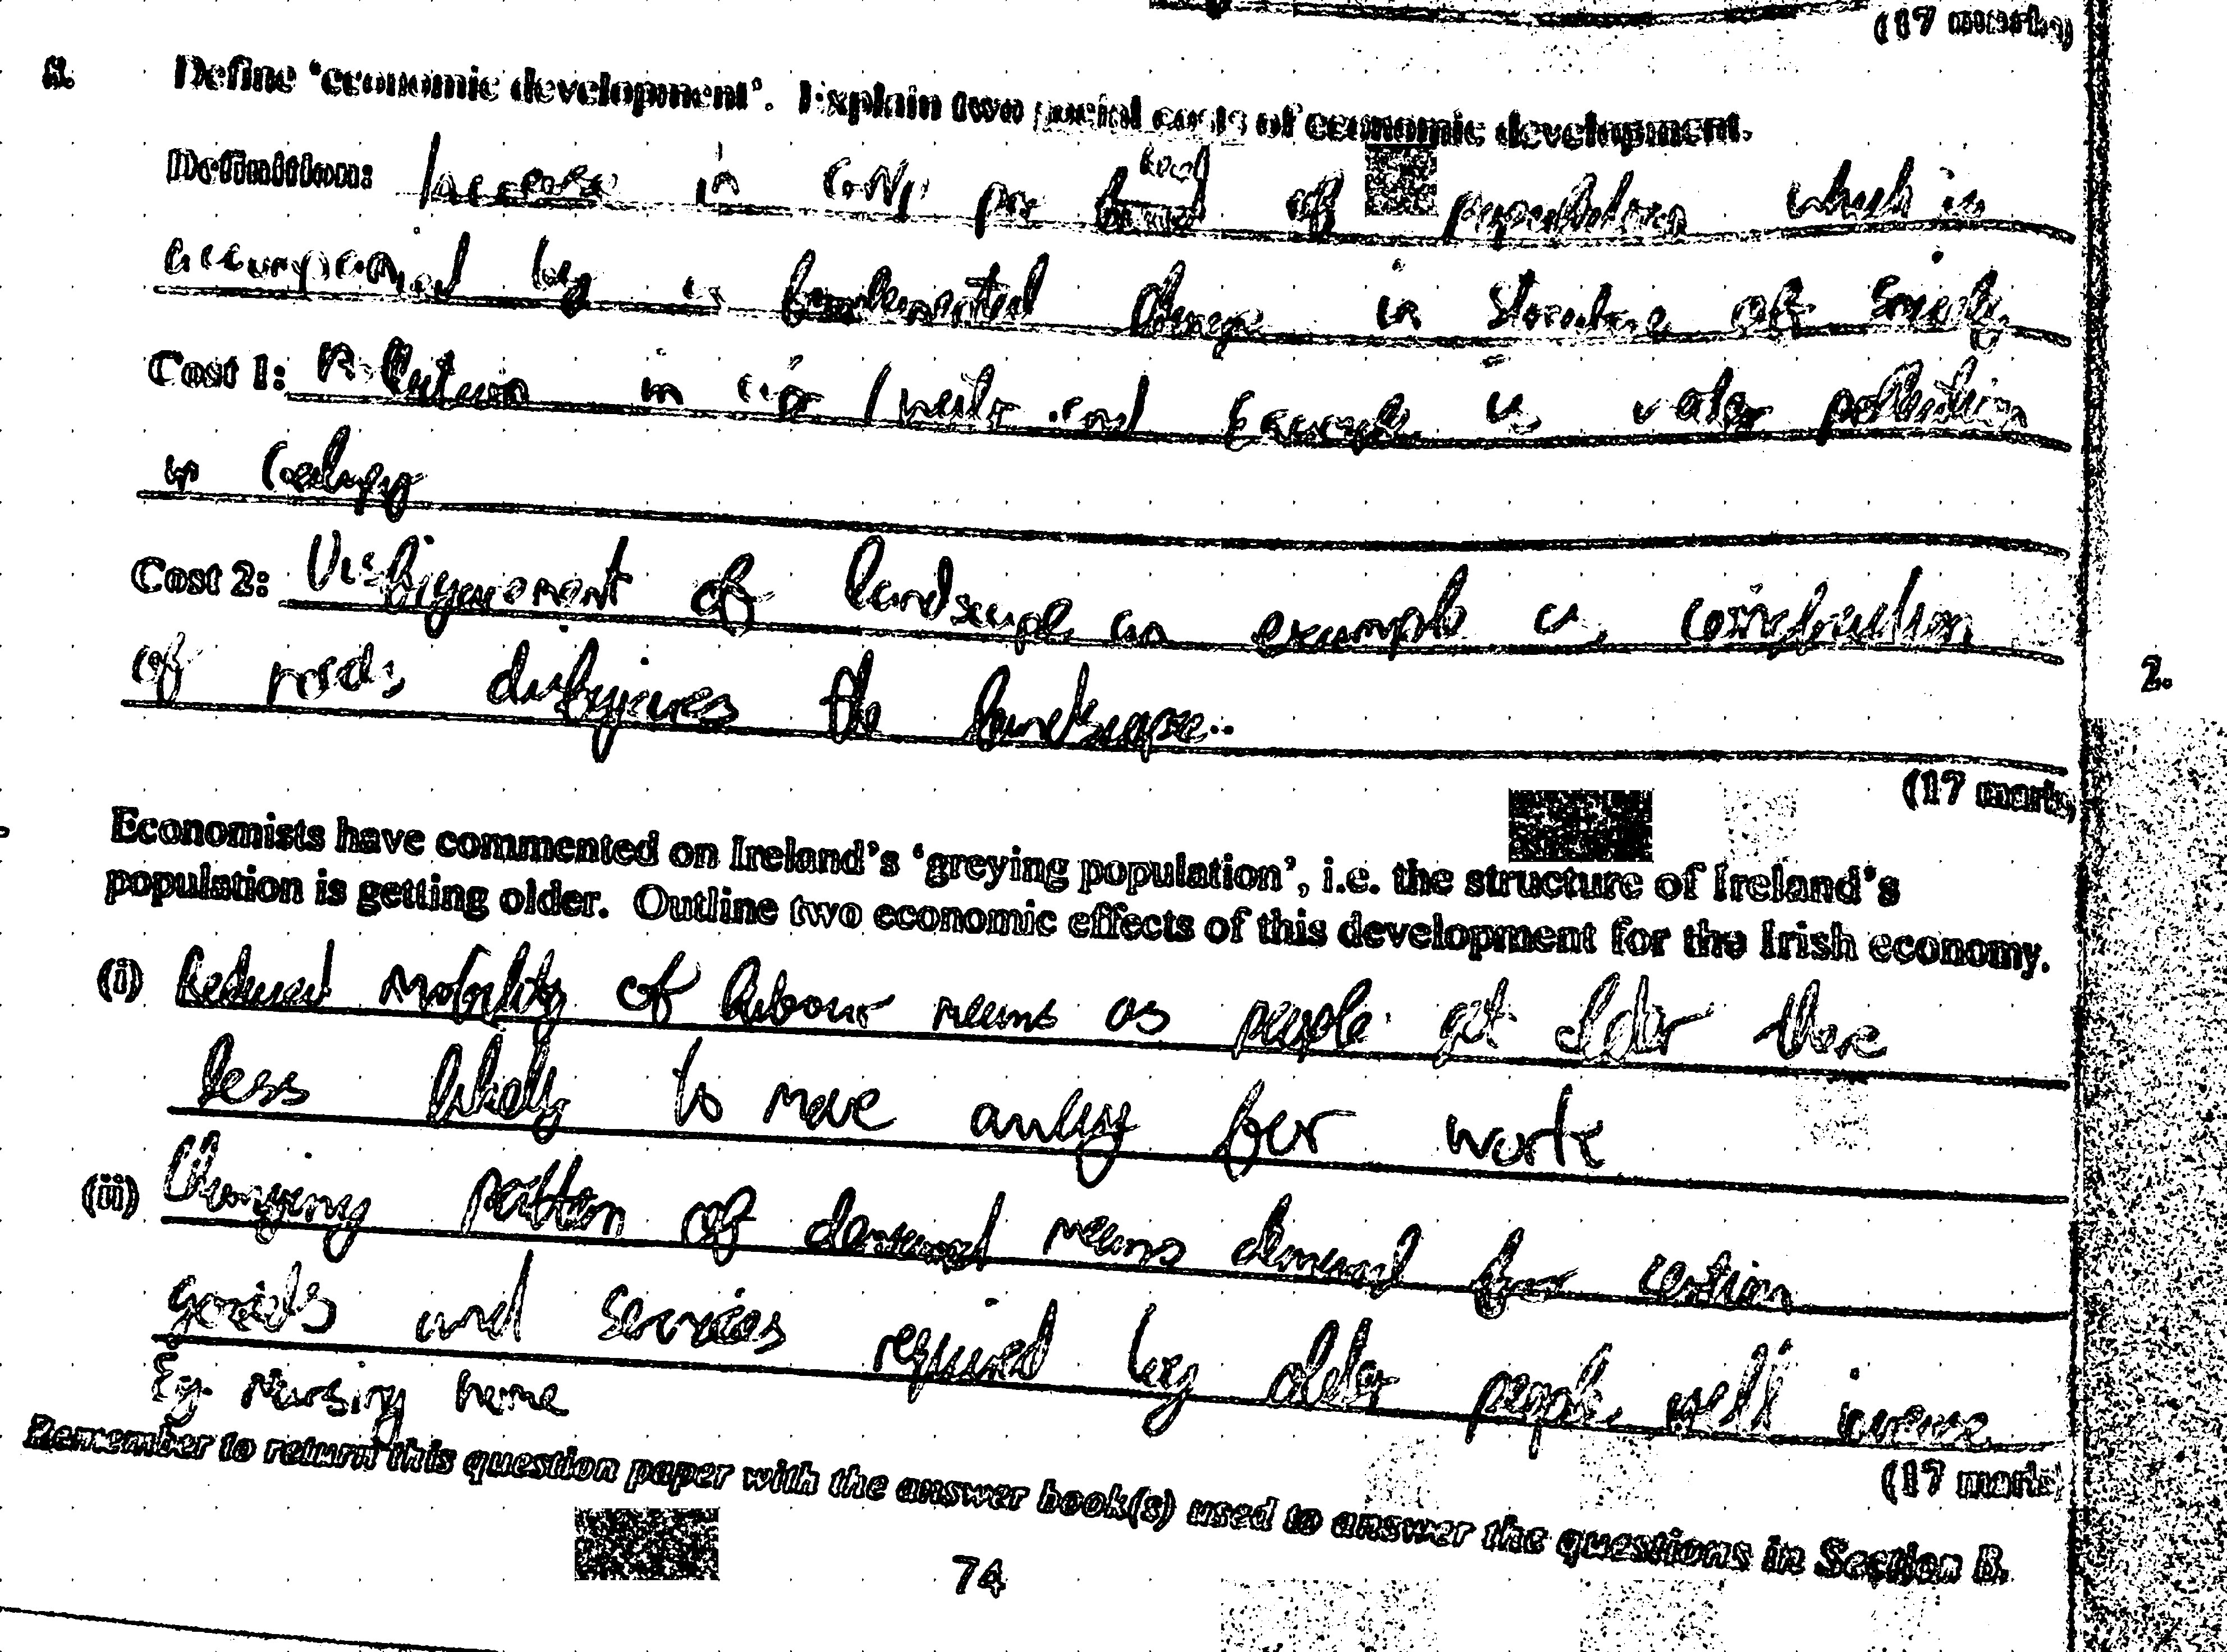 (17 marks)
Define 'economic development'. Explain two social costs of economic development.
Definition: Increase in GNP per head of population which is
accompanied by a fundamental change in structure of society
Cost 1: Pollution in air / water and Example is water pollution
in Galway
Cost 2: Disfigurement of landscape an example is construction
of roads disfigures the landscape..
2.
(17 marks
Economists have commented on Ireland's 'greying population', i.e. the structure of Ireland's
population is getting older. Outline two economic effects of this development for the Irish economy.
(i) Reduced mobility of labour means as people get older there
less likely to move away for work
(ii) Changing pattern of demand means demand for certain
goods and services required by older people will increase
Eg. Nursing home
(17 marks
Remember to return this question paper with the answer book(s) used to answer the questions in Section B.
74